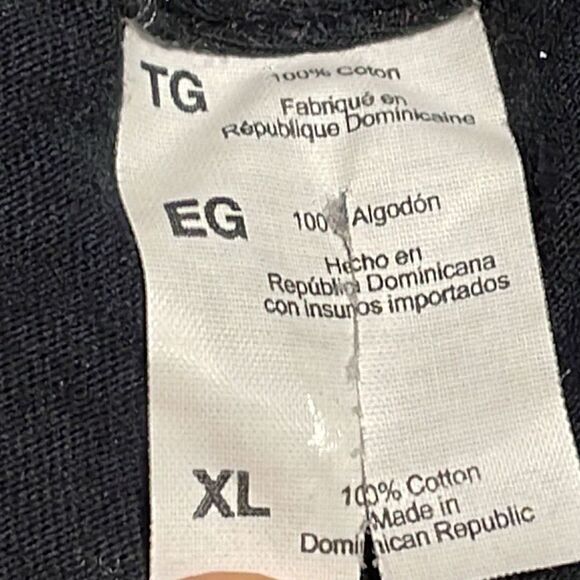 TG
100% Coton
Fabriqué en
République Dominicaine
EG
100 Algodón
Hecho en
República Dominicana
con insumos importados
XL
100% Cotton
Made in
Dominican Republic